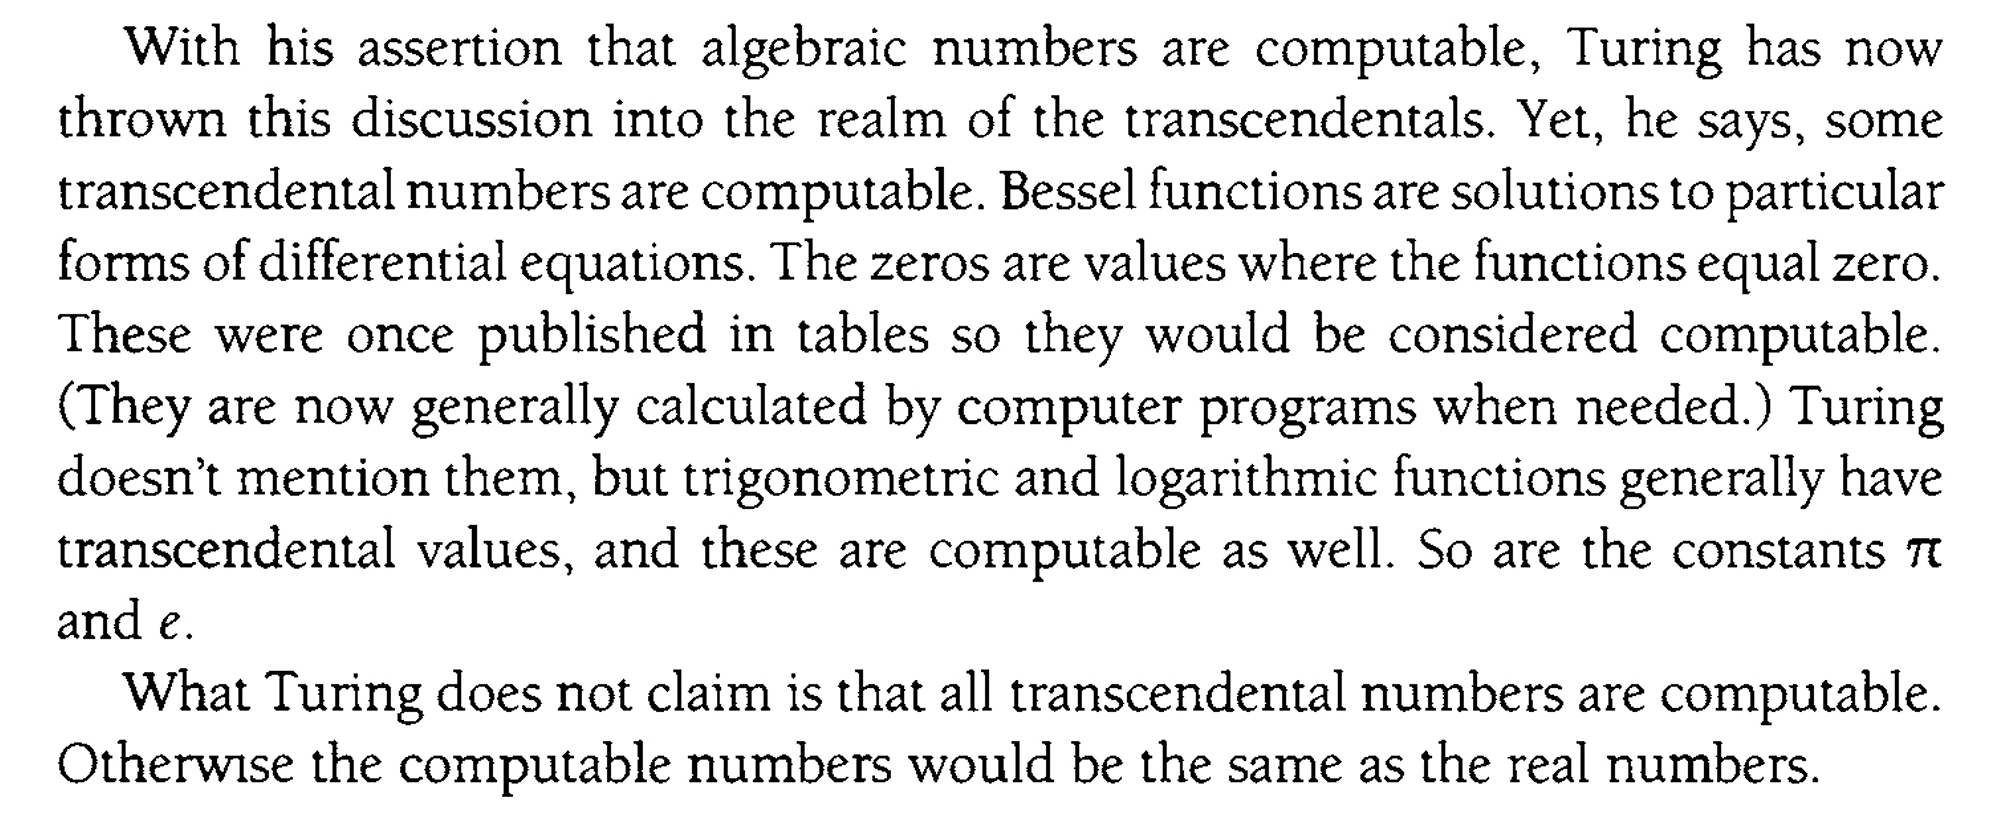 With his assertion that algebraic numbers are computable, Turing has now
thrown this discussion into the realm of the transcendentals. Yet, he says, some
transcendental numbers are computable. Bessel functions are solutions to particular
forms of differential equations. The zeros are values where the functions equal zero.
These were once published in tables so they would be considered computable.
(They are now generally calculated by computer programs when needed.) Turing
doesn't mention them, but trigonometric and logarithmic functions generally have
transcendental values, and these are computable as well. So are the constants π
and e.
What Turing does not claim is that all transcendental numbers are computable.
Otherwise the computable numbers would be the same as the real numbers.